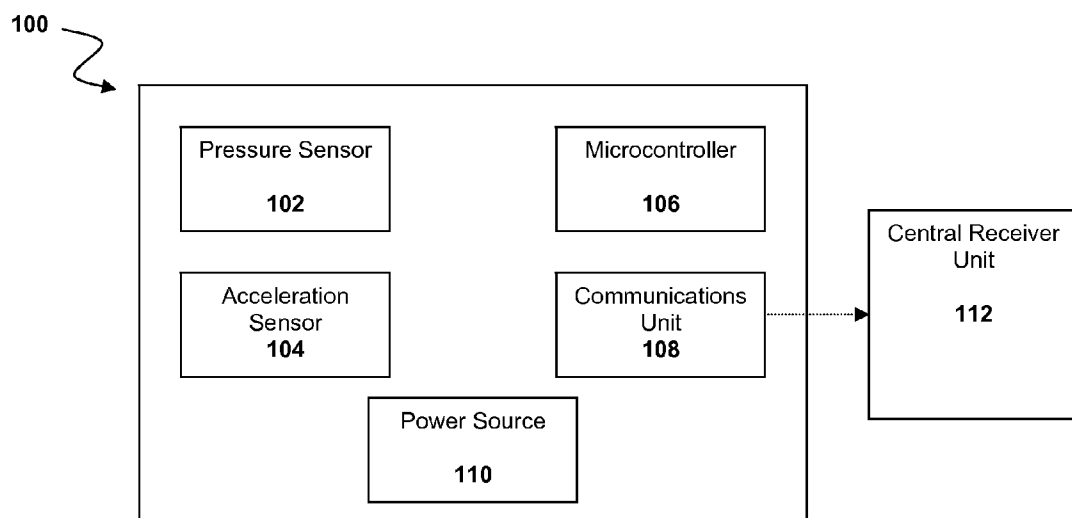 100
Pressure Sensor
102
Microcontroller
106
Central Receiver
Unit
112
Acceleration
Sensor
104
Communications
Unit
108
Power Source
110